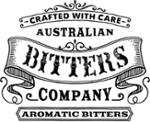 CRAFTED WITH CARE
AUSTRALIAN
BITTERS
COMPANY
AROMATIC BITTERS